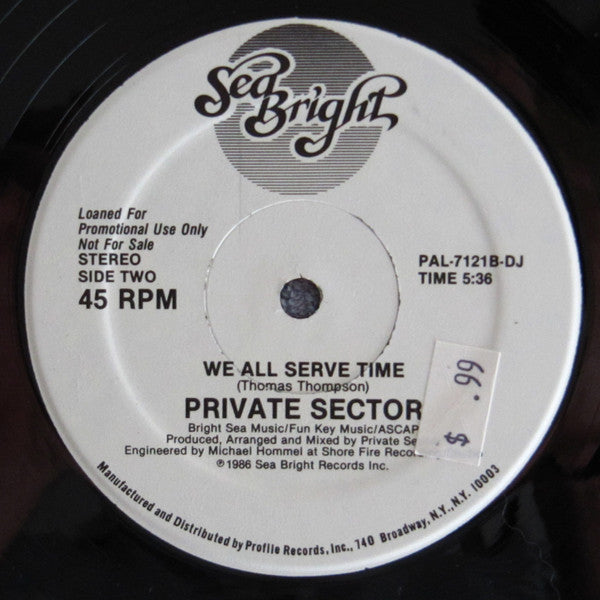 Sea
Bright
Loaned For
Promotional Use Only
Not For Sale
STEREO
SIDE TWO
45 RPM
PAL-7121B-DJ
TIME 5:36
WE ALL SERVE TIME
(Thomas Thompson)
PRIVATE SECTOR
Bright Sea Music/Fun Key Music/ASCAP
Produced, Arranged and Mixed by Private Se
Engineered by Michael Hommel at Shore Fire Recor
℗1986 Sea Bright Records Inc.
Manufactured and Distributed by Profile Records, Inc., 740 Broadway, N.Y., N.Y. 10003
$ .99